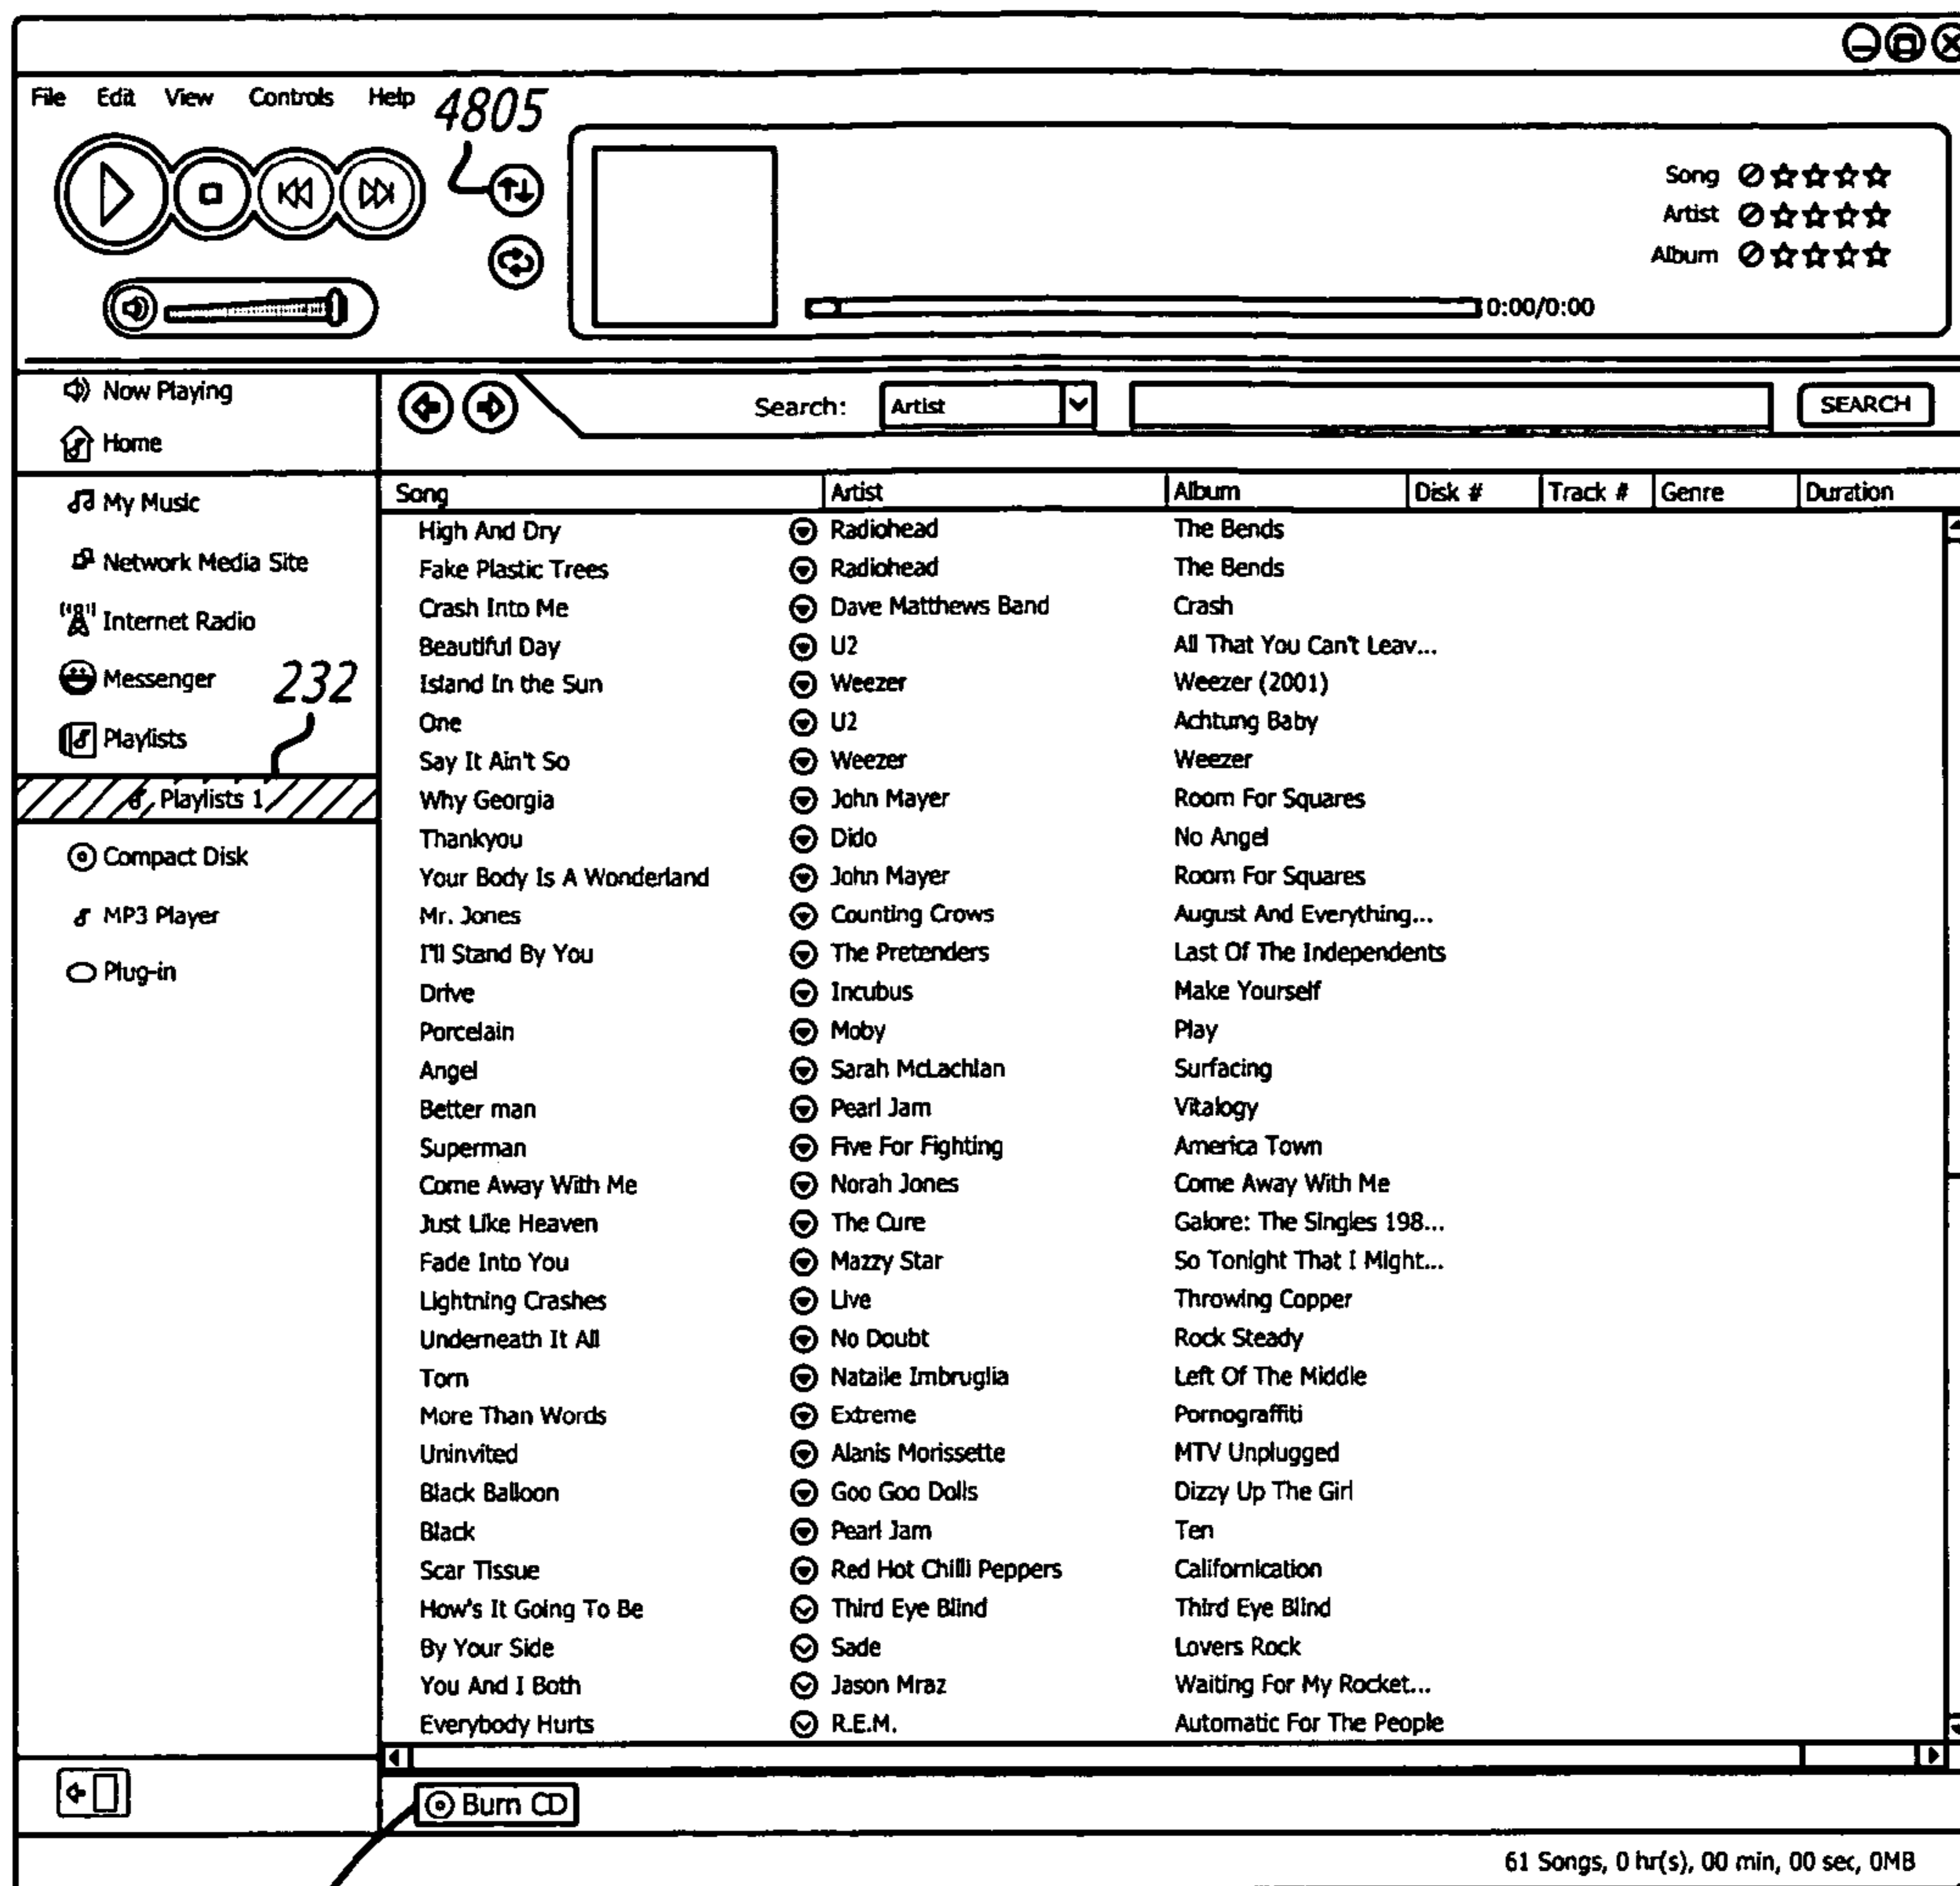 File Edit View Controls Help
4805
Song
Artist
Album
0:00/0:00
Now Playing
Home
My Music
Network Media Site
Internet Radio
Messenger
232
Playlists
Playlists 1
Compact Disk
MP3 Player
Plug-in
Search: Artist SEARCH
Song Artist Album Disk # Track # Genre Duration
High And Dry Radiohead The Bends
Fake Plastic Trees Radiohead The Bends
Crash Into Me Dave Matthews Band Crash
Beautiful Day U2 All That You Can't Leav...
Island In the Sun Weezer Weezer (2001)
One U2 Achtung Baby
Say It Ain't So Weezer Weezer
Why Georgia John Mayer Room For Squares
Thankyou Dido No Angel
Your Body Is A Wonderland John Mayer Room For Squares
Mr. Jones Counting Crows August And Everything...
I'll Stand By You The Pretenders Last Of The Independents
Drive Incubus Make Yourself
Porcelain Moby Play
Angel Sarah McLachlan Surfacing
Better man Pearl Jam Vitalogy
Superman Five For Fighting America Town
Come Away With Me Norah Jones Come Away With Me
Just Like Heaven The Cure Galore: The Singles 198...
Fade Into You Mazzy Star So Tonight That I Might...
Lightning Crashes Live Throwing Copper
Underneath It All No Doubt Rock Steady
Torn Natalie Imbruglia Left Of The Middle
More Than Words Extreme Pornograffiti
Uninvited Alanis Morissette MTV Unplugged
Black Balloon Goo Goo Dolls Dizzy Up The Girl
Black Pearl Jam Ten
Scar Tissue Red Hot Chilli Peppers Californication
How's It Going To Be Third Eye Blind Third Eye Blind
By Your Side Sade Lovers Rock
You And I Both Jason Mraz Waiting For My Rocket...
Everybody Hurts R.E.M. Automatic For The People
Burn CD
61 Songs, 0 hr(s), 00 min, 00 sec, 0MB